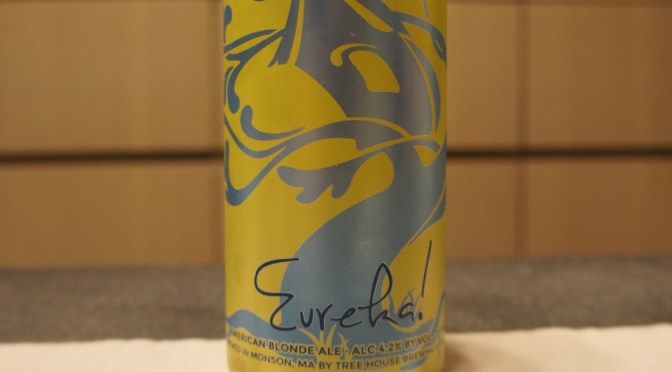 Eureka!
AMERICAN BLONDE ALE - ALC 4.2% BY VOL
IN MONSON, MA BY TREE HOUSE